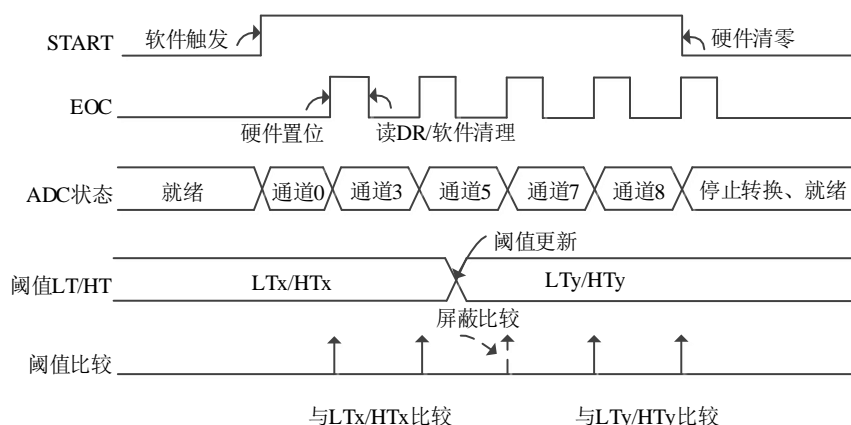 START
软件触发
硬件清零
EOC
硬件置位
读DR/软件清理
ADC状态
就绪
通道0
通道3
通道5
通道7
通道8
停止转换、就绪
阈值更新
阈值LT/HT
LTx/HTx
LTy/HTy
屏蔽比较
阈值比较
与LTx/HTx比较
与LTy/HTy比较